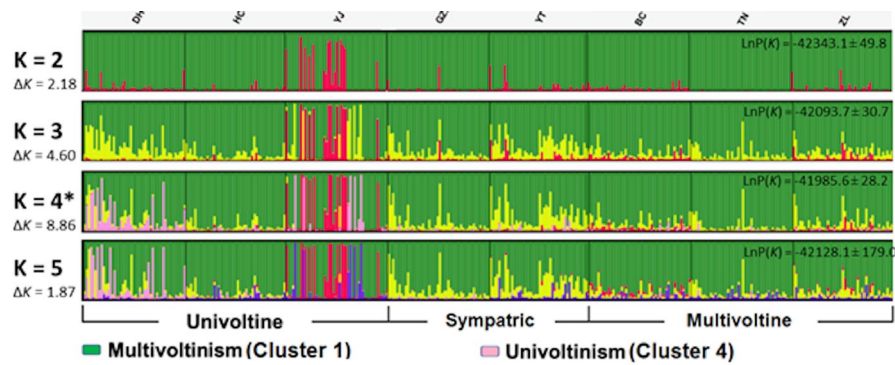 DH HC YJ GZ YT BC TN ZL
K = 2 LnP(K) = -42343.1 ± 49.8
ΔK = 2.18
K = 3 LnP(K) = -42093.7 ± 30.7
ΔK = 4.60
K = 4* LnP(K) = -41985.6 ± 28.2
ΔK = 8.86
K = 5 LnP(K) = -42128.1 ± 179.0
ΔK = 1.87
Univoltine Sympatric Multivoltine
Multivoltinism (Cluster 1) Univoltinism (Cluster 4)